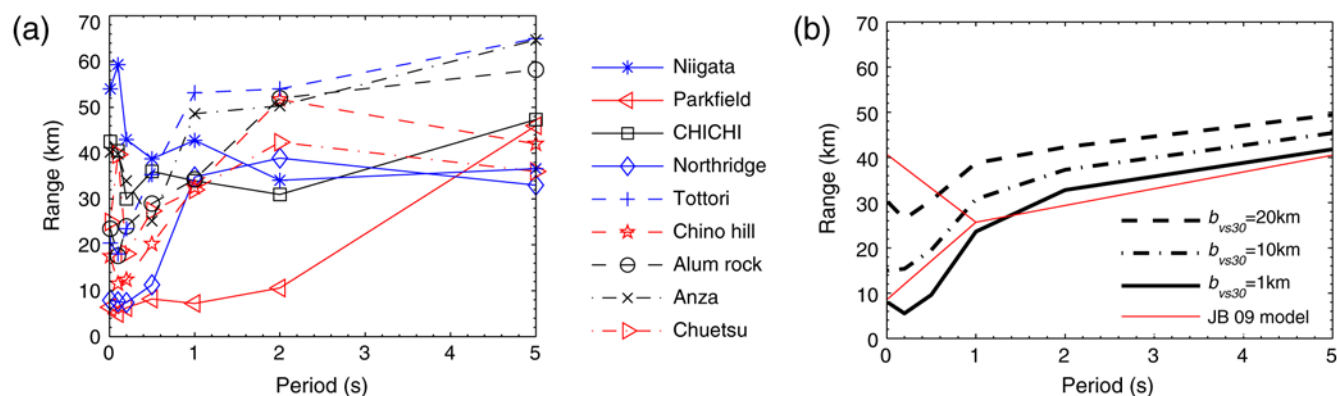 (a)
70
60
50
40
30
20
10
0
Range (km)
0 1 2 3 4 5
Period (s)
Niigata
Parkfield
CHICHI
Northridge
Tottori
Chino hill
Alum rock
Anza
Chuetsu
(b)
70
60
50
40
30
20
10
0
Range (km)
0 1 2 3 4 5
Period (s)
b_vs30=20km
b_vs30=10km
b_vs30=1km
JB 09 model